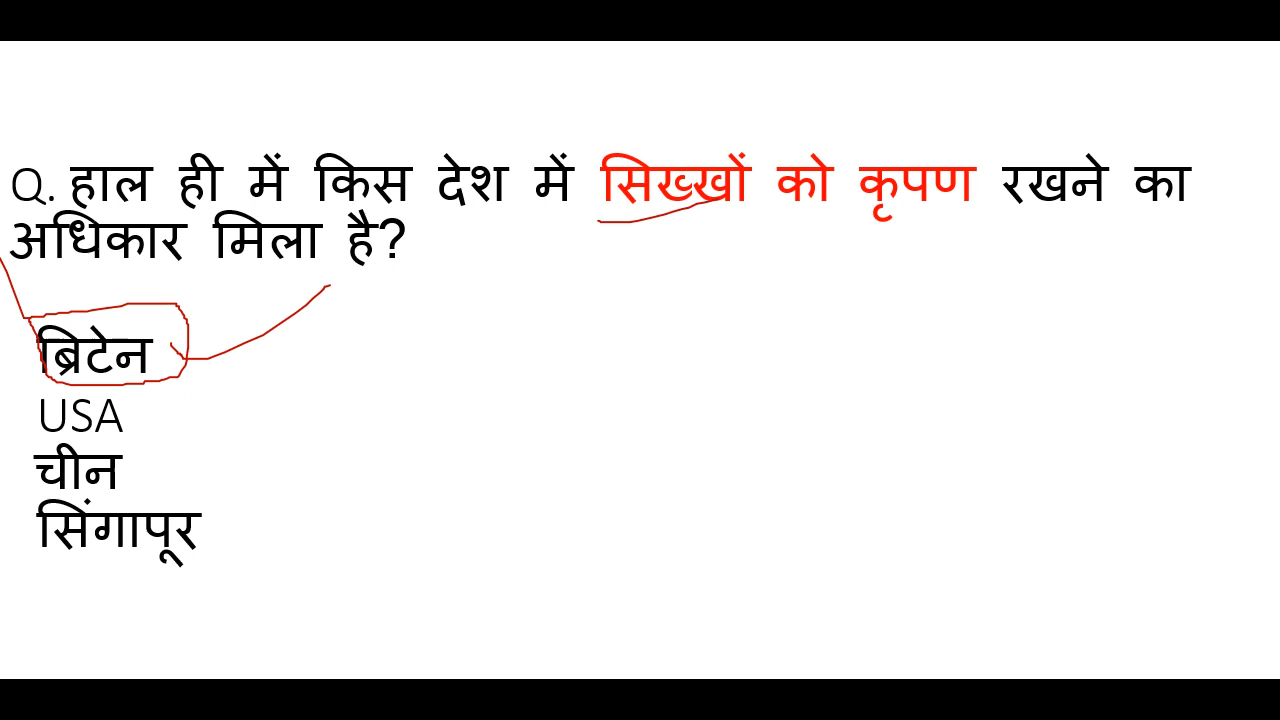 Q. हाल ही में किस देश में सिख्खों को कृपण रखने का
अधिकार मिला है?
ब्रिटेन
USA
चीन
सिंगापूर